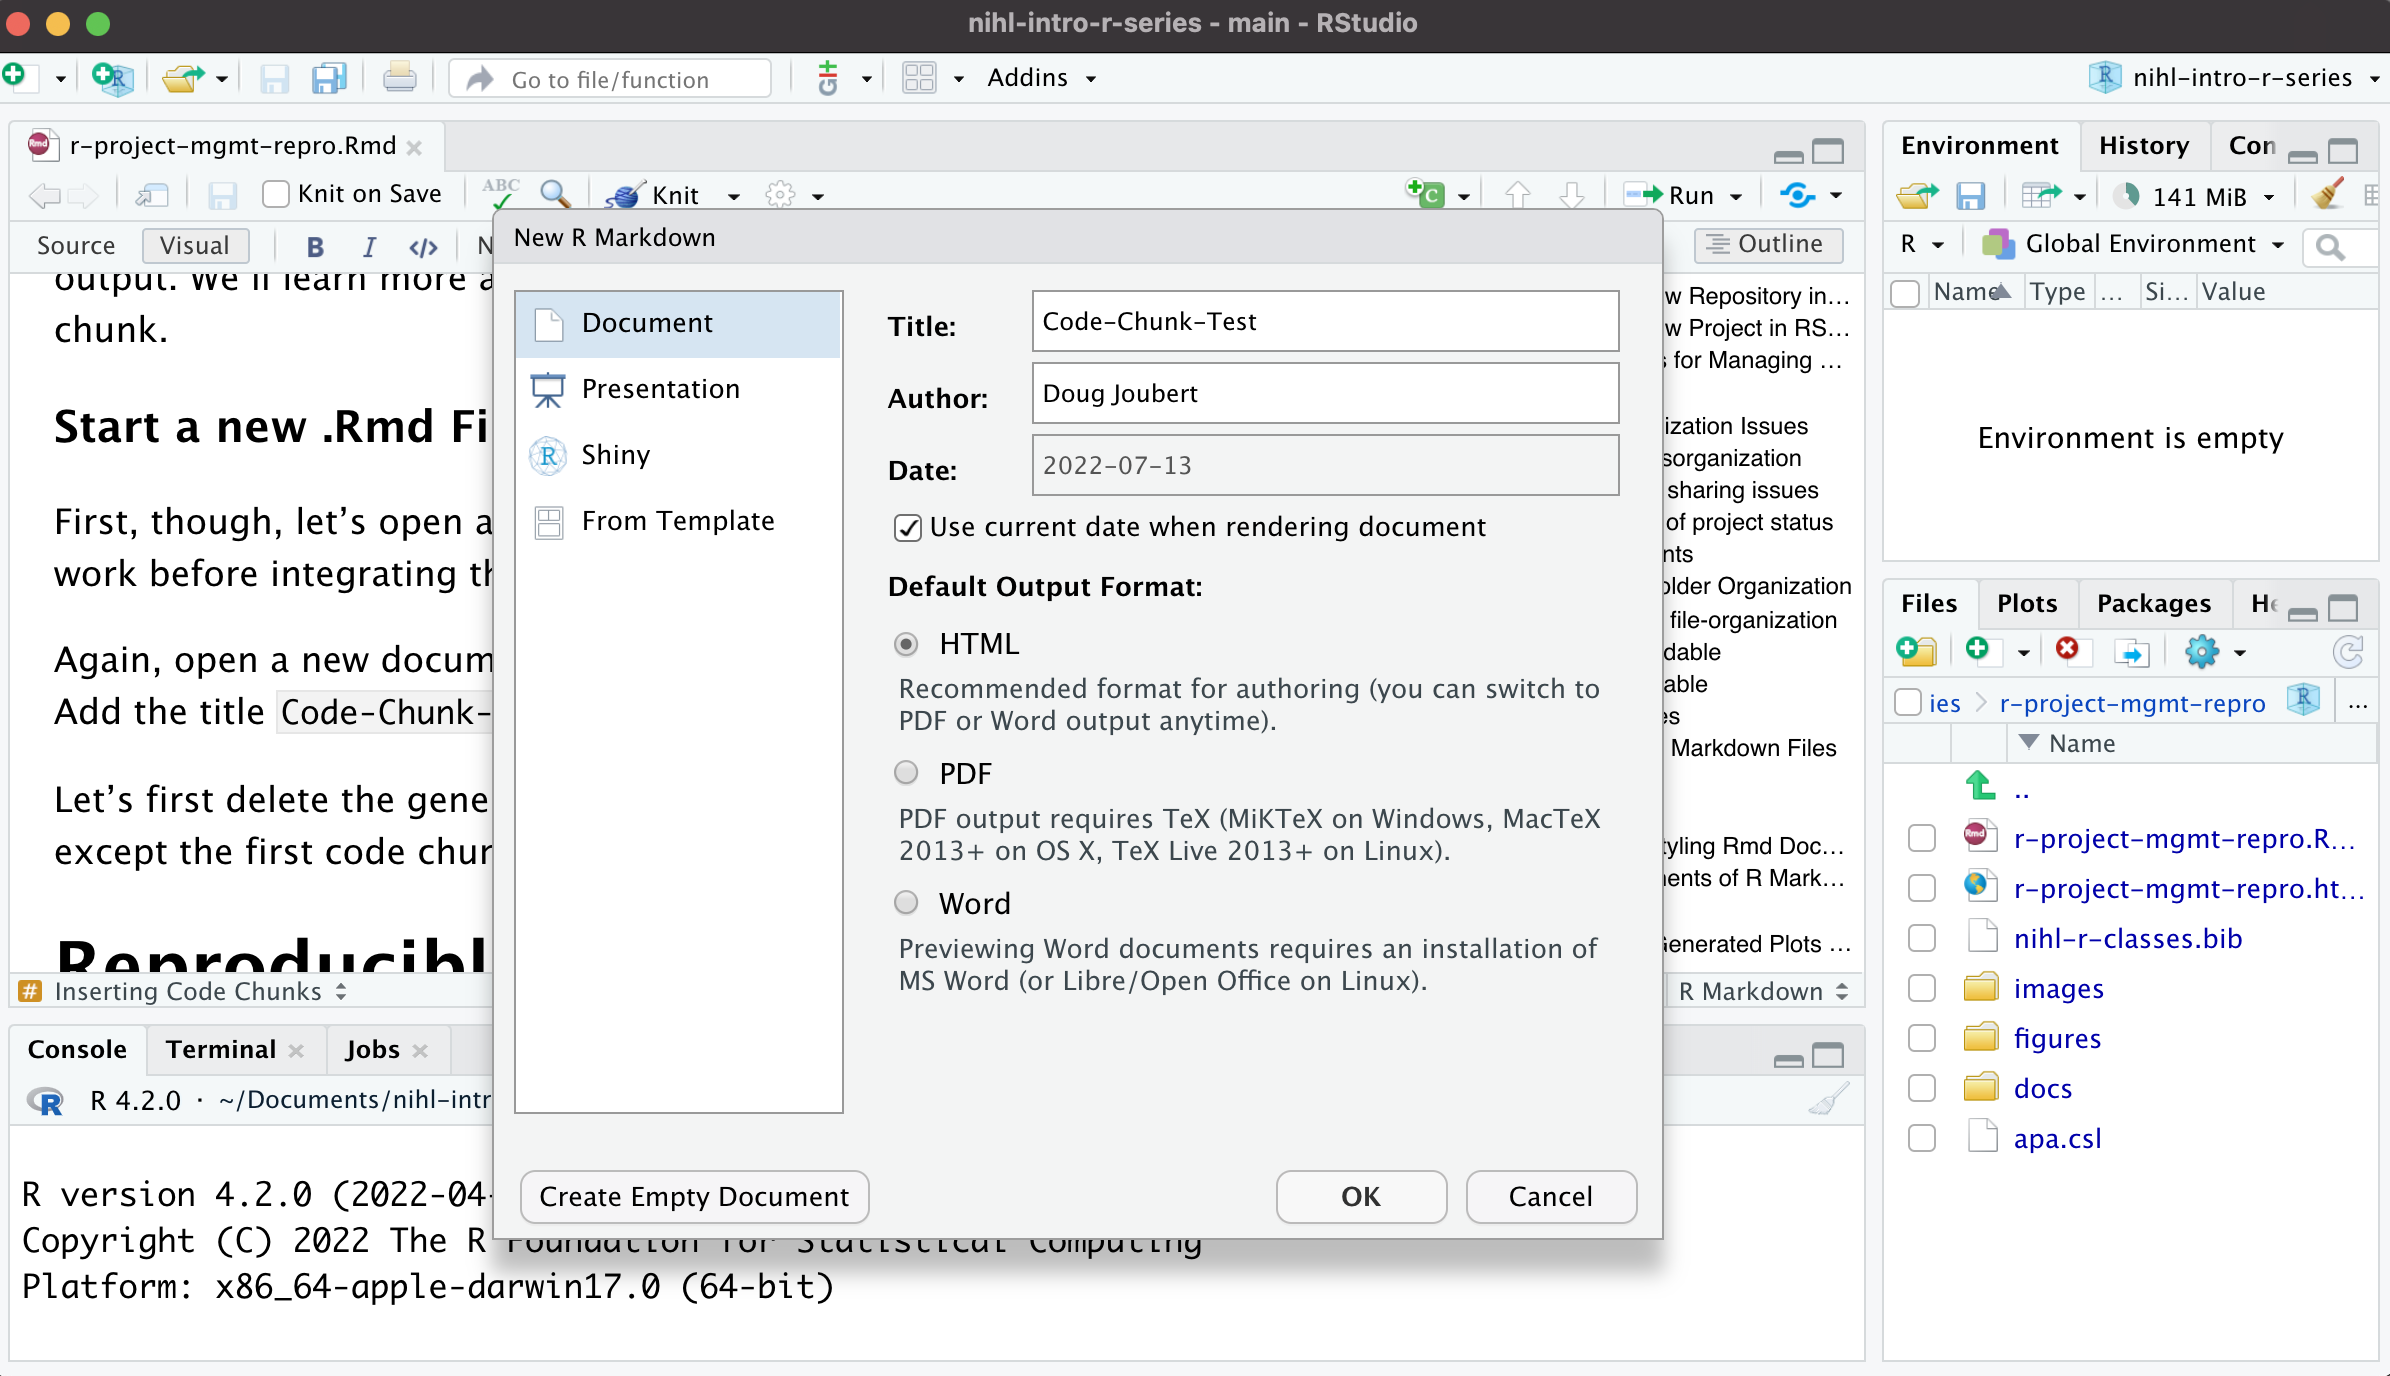 nihl-intro-r-series - main - RStudio
Go to file/function
Addins
nihl-intro-r-series
r-project-mgmt-repro.Rmd
Knit on Save
ABC
Knit
Run
Source
Visual
B
I
</>
Outline
output. We'll learn more a
chunk.
Start a new .Rmd Fi
First, though, let's open a
work before integrating th
Again, open a new docum
Add the title Code-Chunk-
Let's first delete the gene
except the first code chun
Reproducibl
# Inserting Code Chunks
New R Markdown
Document
Presentation
Shiny
From Template
Title:
Code-Chunk-Test
Author:
Doug Joubert
Date:
2022-07-13
Use current date when rendering document
Default Output Format:
HTML
Recommended format for authoring (you can switch to
PDF or Word output anytime).
PDF
PDF output requires TeX (MiKTeX on Windows, MacTeX
2013+ on OS X, TeX Live 2013+ on Linux).
Word
Previewing Word documents requires an installation of
MS Word (or Libre/Open Office on Linux).
Create Empty Document
OK
Cancel
w Repository in...
w Project in RS...
s for Managing ...
ization Issues
sorganization
sharing issues
of project status
nts
older Organization
file-organization
dable
able
es
Markdown Files
tyling Rmd Doc...
ents of R Mark...
Generated Plots ...
R Markdown
Console
Terminal
Jobs
R 4.2.0 · ~/Documents/nihl-intr
R version 4.2.0 (2022-04-
Copyright (C) 2022 The R Foundation for Statistical Computing
Platform: x86_64-apple-darwin17.0 (64-bit)
Environment
History
Con
141 MiB
R
Global Environment
Name
Type
...
Si...
Value
Environment is empty
Files
Plots
Packages
He
ies
r-project-mgmt-repro
...
Name
..
r-project-mgmt-repro.R...
r-project-mgmt-repro.ht...
nihl-r-classes.bib
images
figures
docs
apa.csl